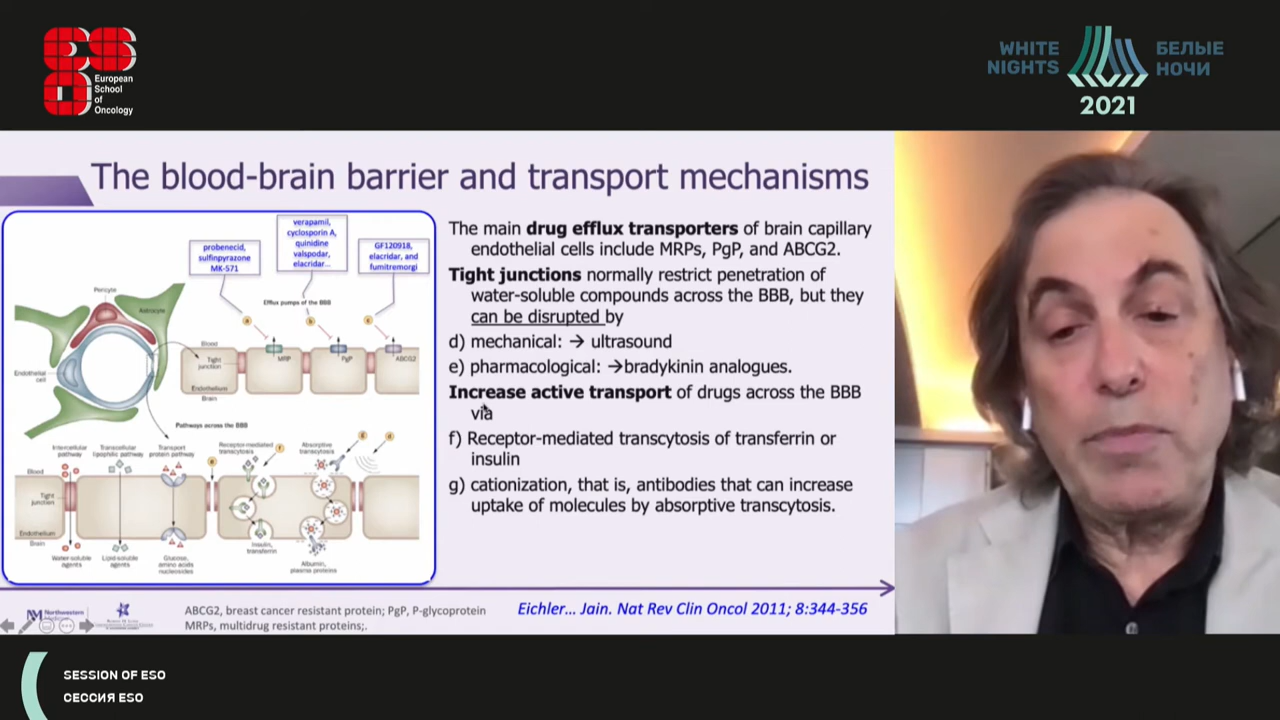 European
School
of
Oncology
WHITE
NIGHTS
БЕЛЫЕ
НОЧИ
2021
The blood-brain barrier and transport mechanisms
probenecid,
sulfinpyrazone
MK-571
verapamil,
cyclosporin A,
quinidine
valspodar,
elacridar...
GF120918,
elacridar, and
fumitremorgi
Pericyte
Astrocyte
Endothelial
cell
Efflux pumps of the BBB
a
b
c
Blood
Tight
junction
Endothelium
Brain
MRP
PgP
ABCG2
Pathways across the BBB
Intercellular
pathway
Transcellular
lipophilic pathway
Transport
protein pathway
Receptor-mediated
transcytosis
Absorptive
transcytosis
e
f
g
d
Blood
Tight
junction
Endothelium
Brain
Water-soluble
agents
Lipid-soluble
agents
Glucose,
amino acids
nucleosides
Insulin,
transferrin
Albumin,
plasma proteins
The main drug efflux transporters of brain capillary
endothelial cells include MRPs, PgP, and ABCG2.
Tight junctions normally restrict penetration of
water-soluble compounds across the BBB, but they
can be disrupted by
d) mechanical: → ultrasound
e) pharmacological: →bradykinin analogues.
Increase active transport of drugs across the BBB
via
f) Receptor-mediated transcytosis of transferrin or
insulin
g) cationization, that is, antibodies that can increase
uptake of molecules by absorptive transcytosis.
Northwestern
Medicine
ABCG2, breast cancer resistant protein; PgP, P-glycoprotein
MRPs, multidrug resistant proteins;.
Eichler... Jain. Nat Rev Clin Oncol 2011; 8:344-356
SESSION OF ESO
СЕССИЯ ESO